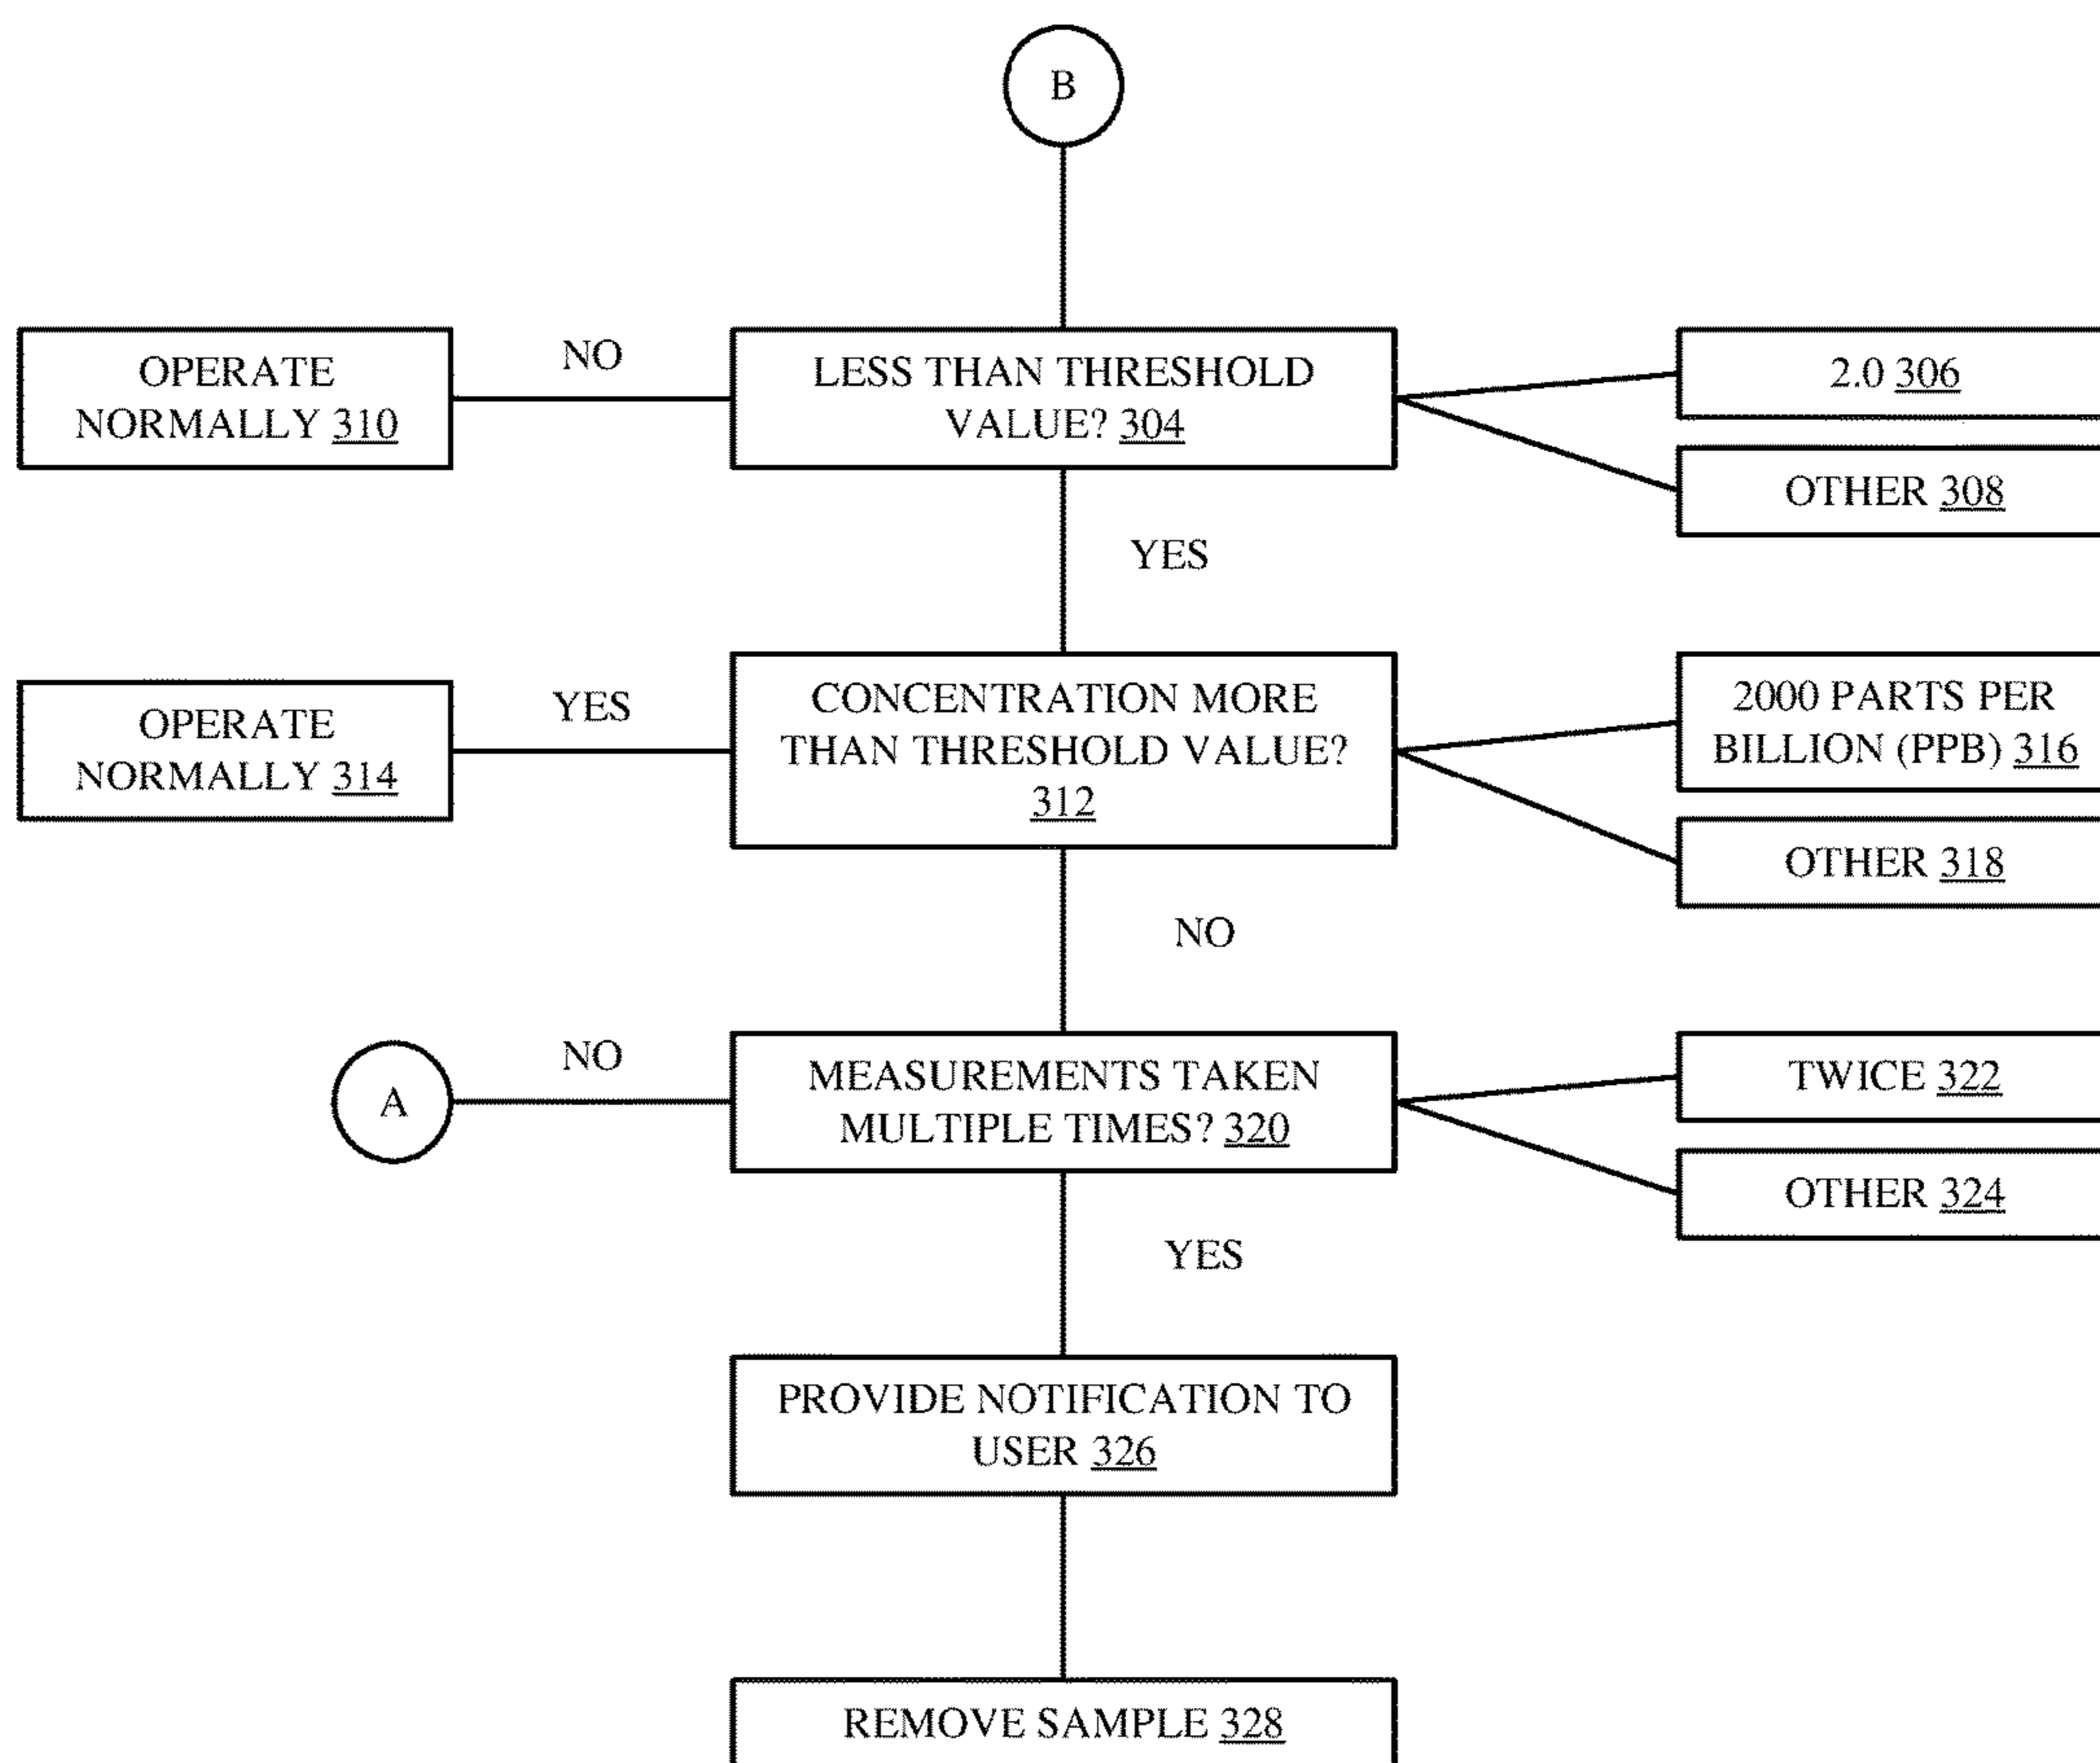 B
OPERATE
NORMALLY 310
NO
LESS THAN THRESHOLD
VALUE? 304
2.0 306
OTHER 308
YES
OPERATE
NORMALLY 314
YES
CONCENTRATION MORE
THAN THRESHOLD VALUE?
312
2000 PARTS PER
BILLION (PPB) 316
OTHER 318
NO
A
NO
MEASUREMENTS TAKEN
MULTIPLE TIMES? 320
TWICE 322
OTHER 324
YES
PROVIDE NOTIFICATION TO
USER 326
REMOVE SAMPLE 328